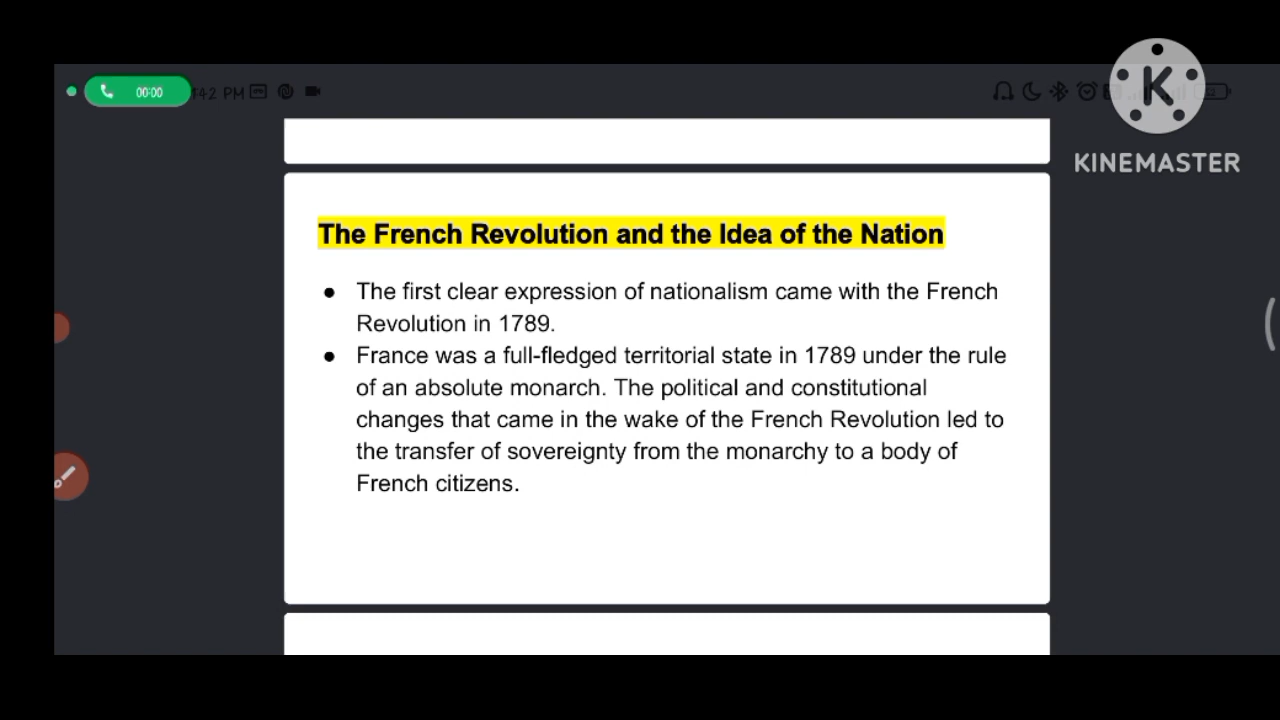 00:00
42 PM
KINEMASTER
The French Revolution and the Idea of the Nation
● The first clear expression of nationalism came with the French
Revolution in 1789.
● France was a full-fledged territorial state in 1789 under the rule
of an absolute monarch. The political and constitutional
changes that came in the wake of the French Revolution led to
the transfer of sovereignty from the monarchy to a body of
French citizens.